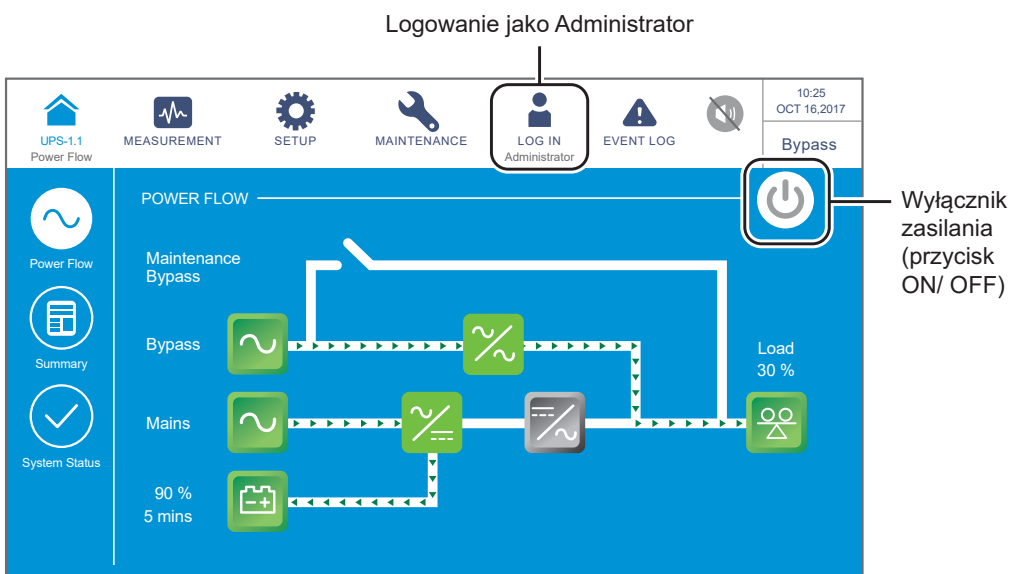 Logowanie jako Administrator
10:25
OCT 16,2017
UPS-1.1
MEASUREMENT
SETUP
MAINTENANCE
LOG IN
EVENT LOG
Bypass
Power Flow
Administrator
POWER FLOW
Wyłącznik
zasilania
(przycisk
ON/ OFF)
Power Flow
Maintenance
Bypass
Summary
Bypass
Load
30 %
Mains
System Status
90 %
5 mins